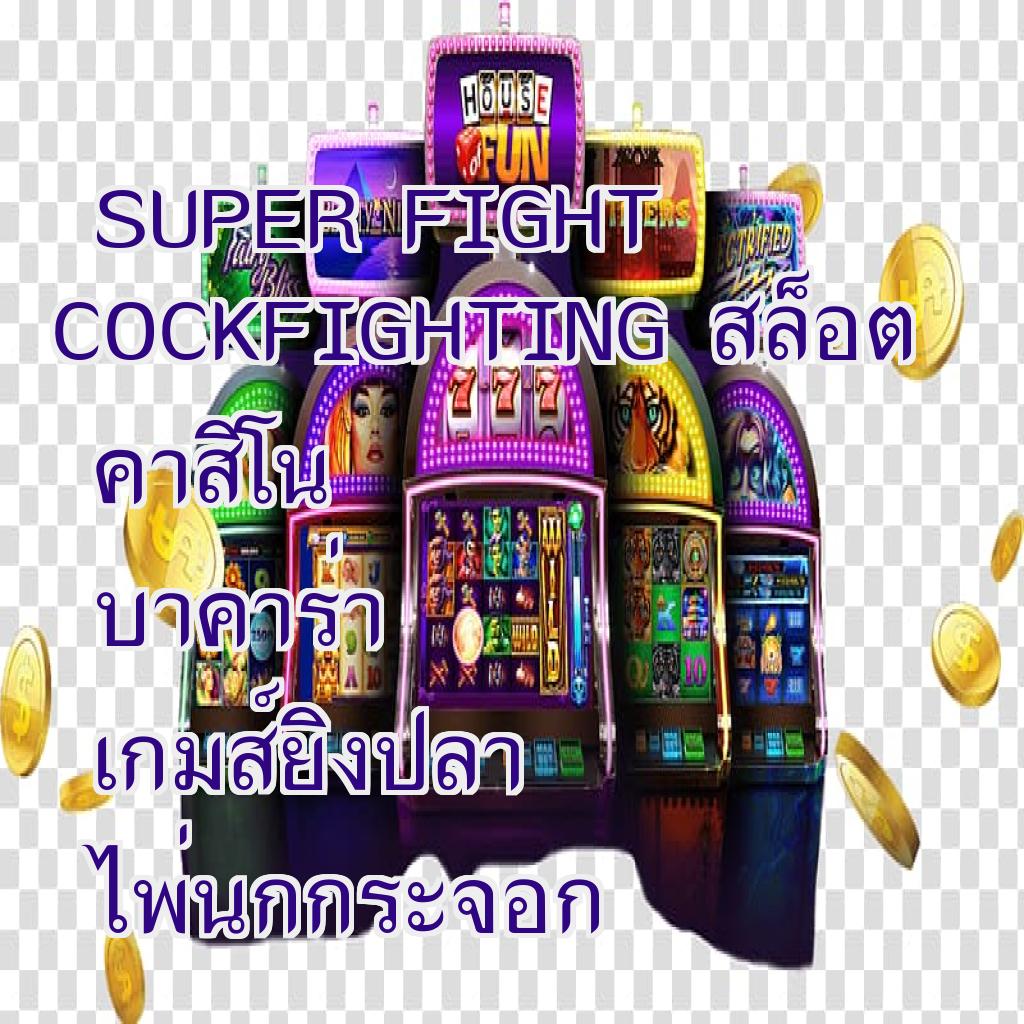 HOUSE
OF FUN
SUPER FIGHT
COCKFIGHTING สล็อต
คาสิโน
บาคาร่า
เกมส์ยิงปลา
ไพ่นกกระจอก
777
WILD